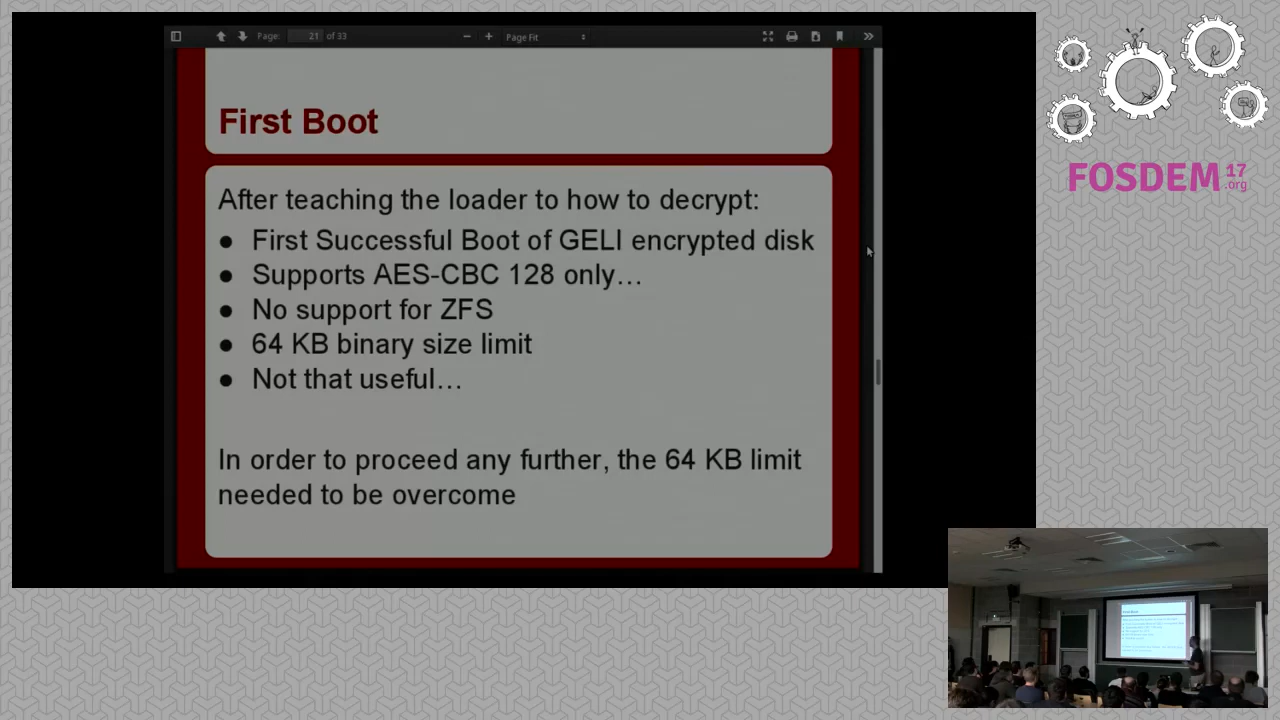 Page: 21 of 33
Page Fit
First Boot
After teaching the loader to how to decrypt:
● First Successful Boot of GELI encrypted disk
● Supports AES-CBC 128 only…
● No support for ZFS
● 64 KB binary size limit
● Not that useful…
In order to proceed any further, the 64 KB limit
needed to be overcome
FOSDEM 17
.org